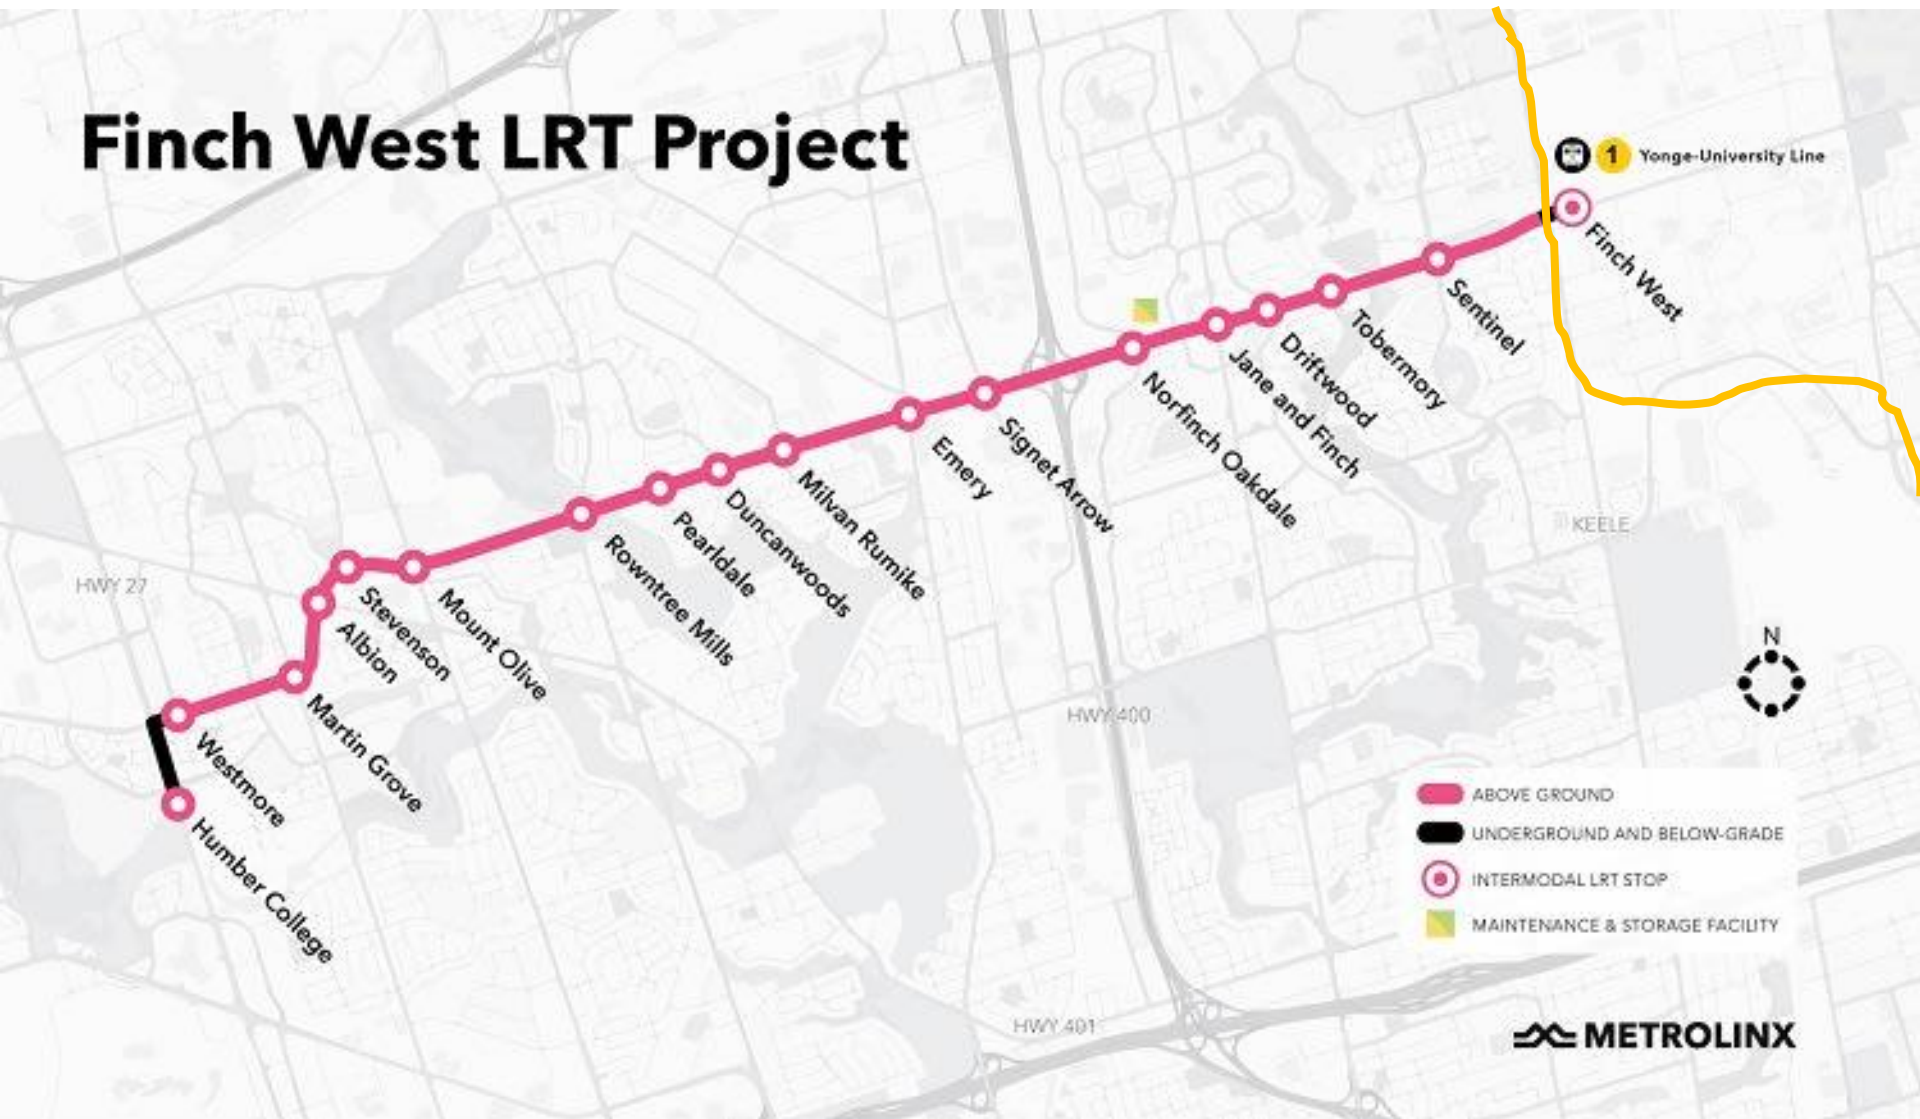 Finch West LRT Project
1 Yonge-University Line
Finch West
Sentinel
Tobermory
Driftwood
Jane and Finch
Norfinch Oakdale
Signet Arrow
Emery
Milvan Rumike
Duncanwoods
Pearldale
Rowntree Mills
Mount Olive
Stevenson
Albion
Martin Grove
Westmore
Humber College
HWY 27
KEELE
HWY 400
HWY 401
N
ABOVE GROUND
UNDERGROUND AND BELOW-GRADE
INTERMODAL LRT STOP
MAINTENANCE & STORAGE FACILITY
METROLINX